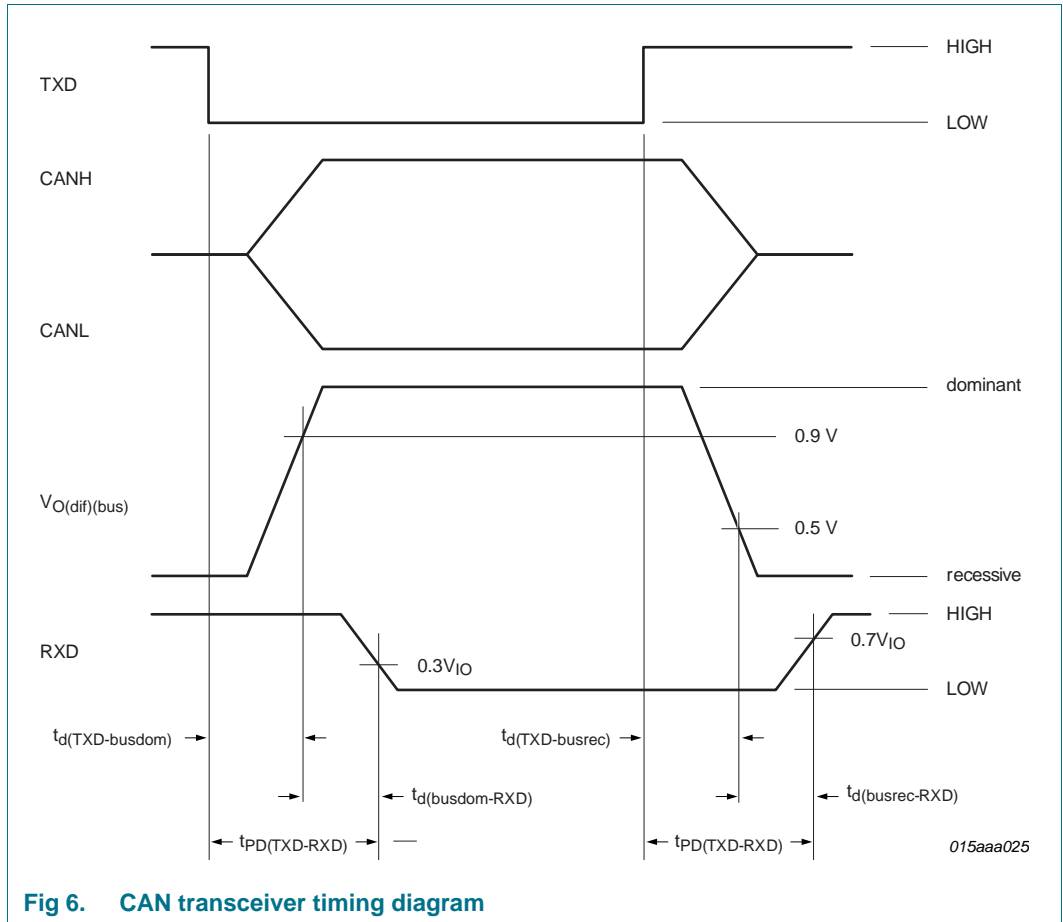 HIGH
TXD
LOW
CANH
CANL
dominant
0.9 V
VO(dif)(bus)
0.5 V
recessive
HIGH
RXD
0.7VIO
0.3VIO
LOW
td(TXD-busdom)
td(TXD-busrec)
td(busdom-RXD)
td(busrec-RXD)
tPD(TXD-RXD)
tPD(TXD-RXD)
015aaa025
Fig 6. CAN transceiver timing diagram